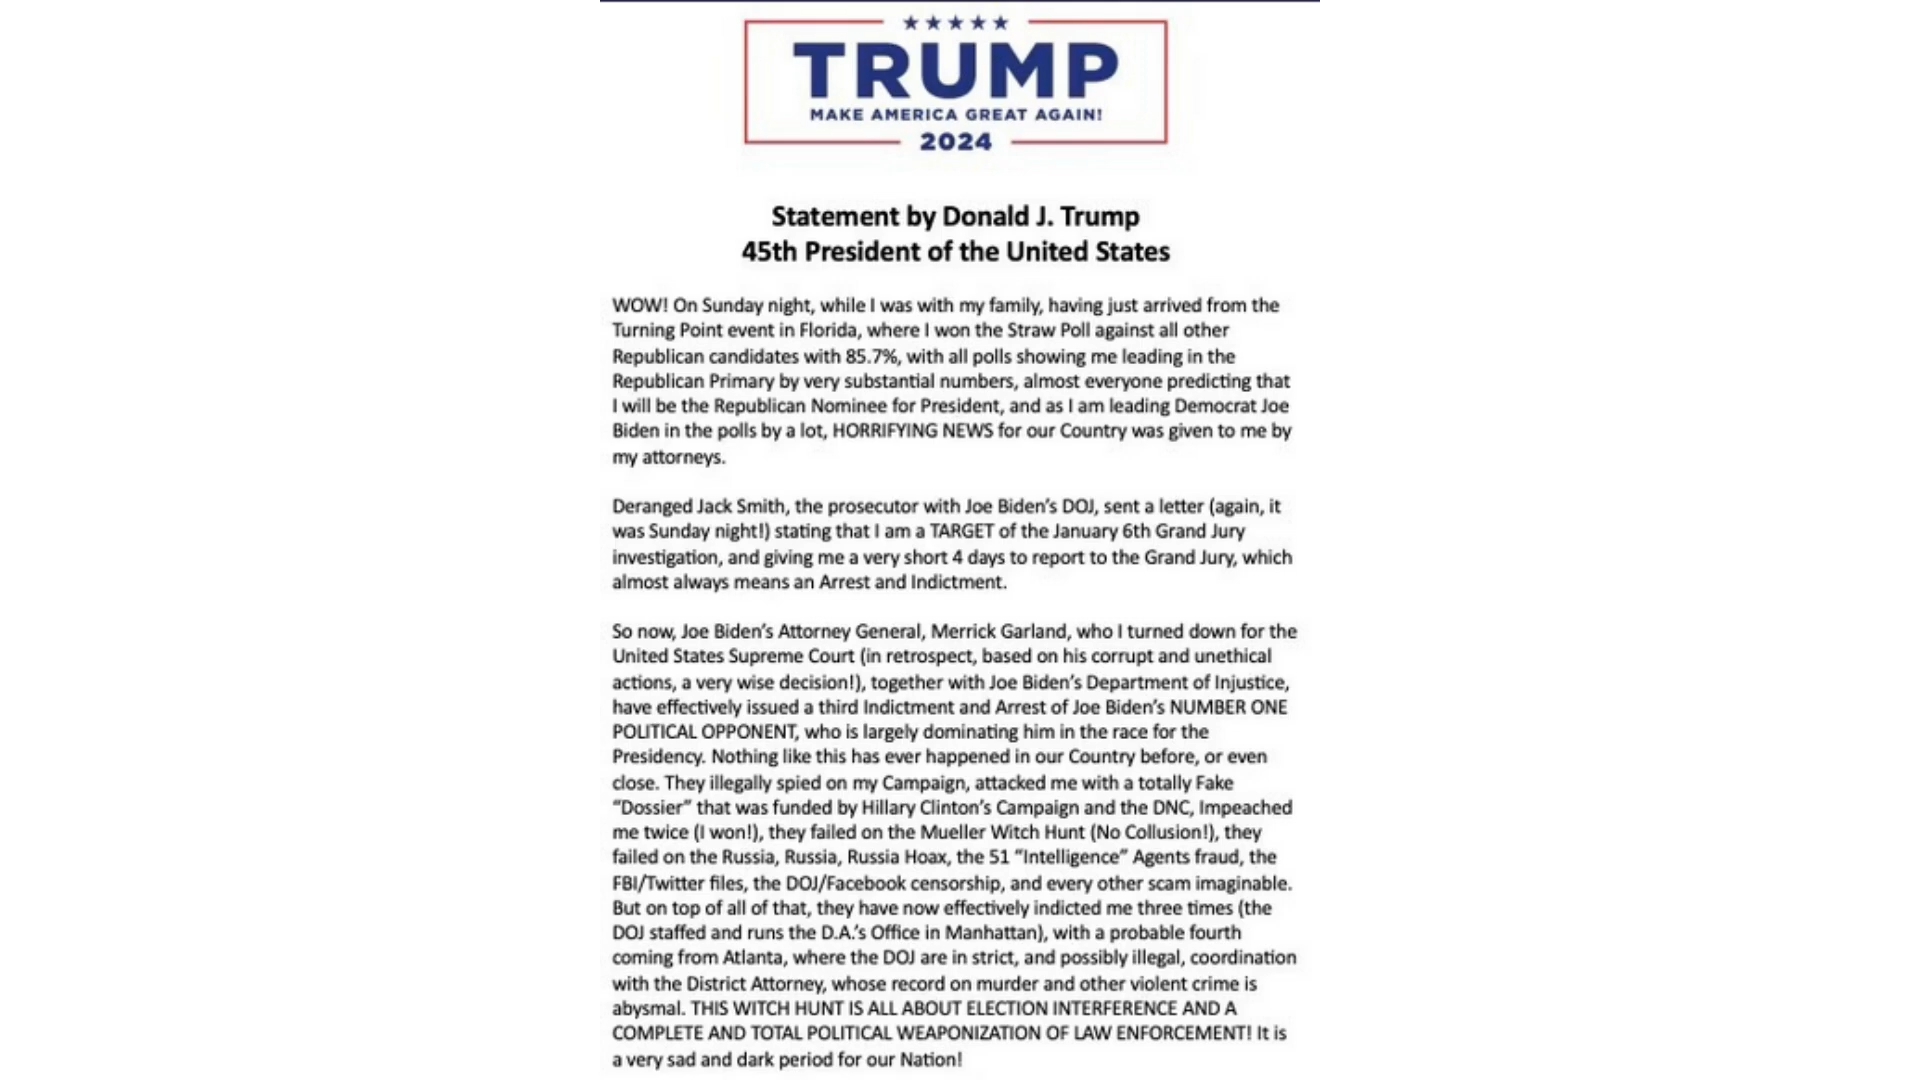 ★★★★★
TRUMP
MAKE AMERICA GREAT AGAIN!
2024
Statement by Donald J. Trump
45th President of the United States
WOW! On Sunday night, while I was with my family, having just arrived from the
Turning Point event in Florida, where I won the Straw Poll against all other
Republican candidates with 85.7%, with all polls showing me leading in the
Republican Primary by very substantial numbers, almost everyone predicting that
I will be the Republican Nominee for President, and as I am leading Democrat Joe
Biden in the polls by a lot, HORRIFYING NEWS for our Country was given to me by
my attorneys.
Deranged Jack Smith, the prosecutor with Joe Biden’s DOJ, sent a letter (again, it
was Sunday night!) stating that I am a TARGET of the January 6th Grand Jury
investigation, and giving me a very short 4 days to report to the Grand Jury, which
almost always means an Arrest and Indictment.
So now, Joe Biden’s Attorney General, Merrick Garland, who I turned down for the
United States Supreme Court (in retrospect, based on his corrupt and unethical
actions, a very wise decision!), together with Joe Biden’s Department of Injustice,
have effectively issued a third Indictment and Arrest of Joe Biden’s NUMBER ONE
POLITICAL OPPONENT, who is largely dominating him in the race for the
Presidency. Nothing like this has ever happened in our Country before, or even
close. They illegally spied on my Campaign, attacked me with a totally Fake
“Dossier” that was funded by Hillary Clinton’s Campaign and the DNC, Impeached
me twice (I won!), they failed on the Mueller Witch Hunt (No Collusion!), they
failed on the Russia, Russia, Russia Hoax, the 51 “Intelligence” Agents fraud, the
FBI/Twitter files, the DOJ/Facebook censorship, and every other scam imaginable.
But on top of all of that, they have now effectively indicted me three times (the
DOJ staffed and runs the D.A.’s Office in Manhattan), with a probable fourth
coming from Atlanta, where the DOJ are in strict, and possibly illegal, coordination
with the District Attorney, whose record on murder and other violent crime is
abysmal. THIS WITCH HUNT IS ALL ABOUT ELECTION INTERFERENCE AND A
COMPLETE AND TOTAL POLITICAL WEAPONIZATION OF LAW ENFORCEMENT! It is
a very sad and dark period for our Nation!